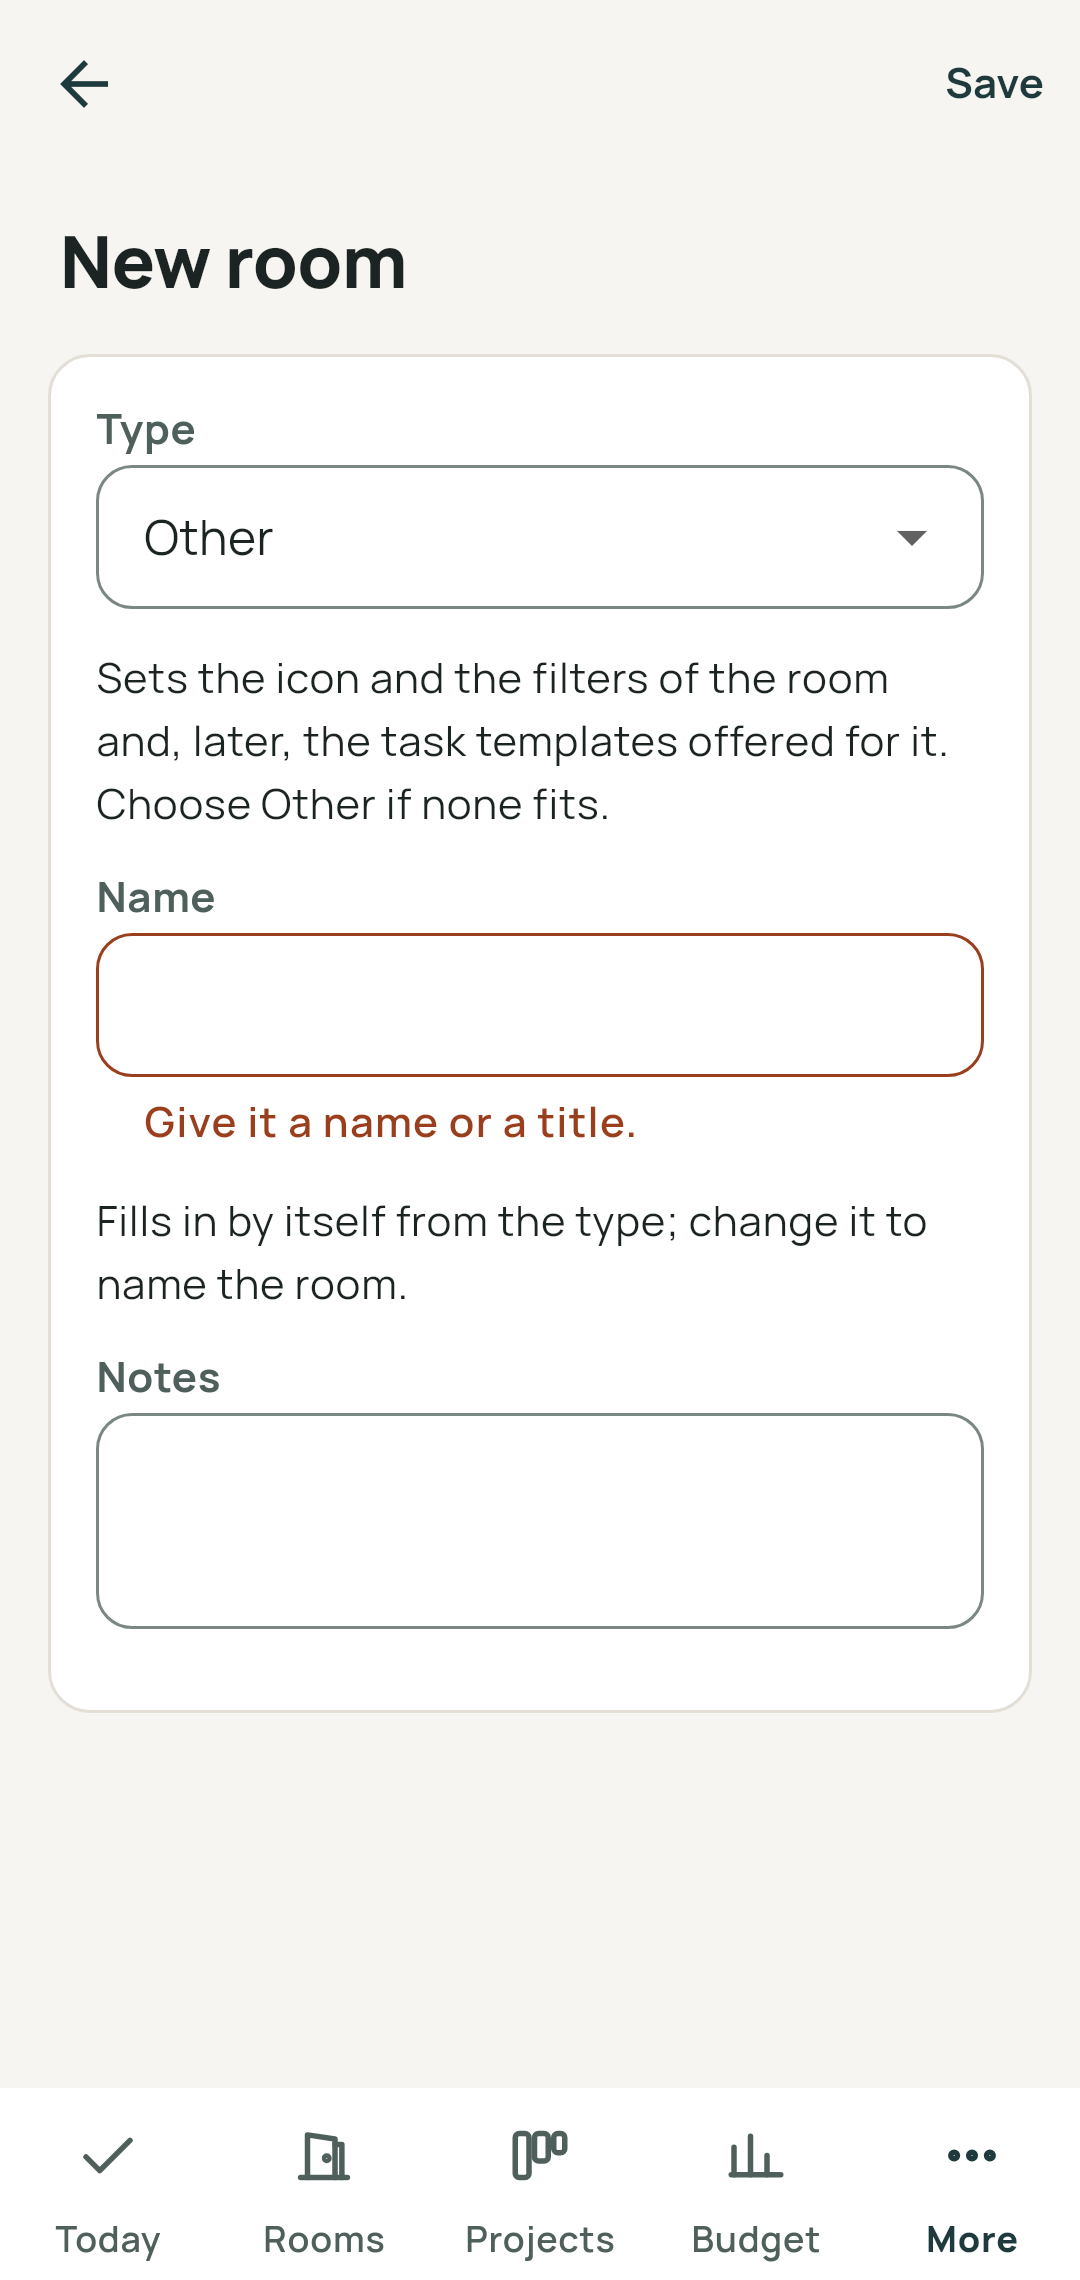 Save
New room
Type
Other
Sets the icon and the filters of the room
and, later, the task templates offered for it.
Choose Other if none fits.
Name
Give it a name or a title.
Fills in by itself from the type; change it to
name the room.
Notes
Today
Rooms
Projects
Budget
More